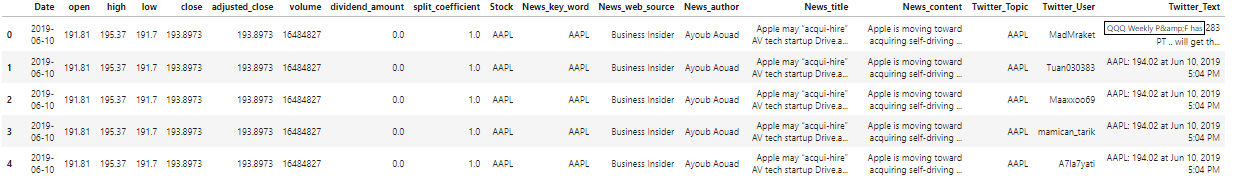 Date open high low close adjusted_close volume dividend_amount split_coefficient Stock News_key_word News_web_source News_author News_title News_content Twitter_Topic Twitter_User Twitter_Text
0 2019-06-10 191.81 195.37 191.7 193.8973 193.8973 16484827 0.0 1.0 AAPL AAPL Business Insider Ayoub Aouad Apple may “acqui-hire” AV tech startup Drive.a... Apple is moving toward acquiring self-driving ... AAPL MadMraket QQQ Weekly P&amp;F has 283 PT .. will get th...
1 2019-06-10 191.81 195.37 191.7 193.8973 193.8973 16484827 0.0 1.0 AAPL AAPL Business Insider Ayoub Aouad Apple may “acqui-hire” AV tech startup Drive.a... Apple is moving toward acquiring self-driving ... AAPL Tuan030383 AAPL: 194.02 at Jun 10, 2019 5:04 PM
2 2019-06-10 191.81 195.37 191.7 193.8973 193.8973 16484827 0.0 1.0 AAPL AAPL Business Insider Ayoub Aouad Apple may “acqui-hire” AV tech startup Drive.a... Apple is moving toward acquiring self-driving ... AAPL Maaxxoo69 AAPL: 194.02 at Jun 10, 2019 5:04 PM
3 2019-06-10 191.81 195.37 191.7 193.8973 193.8973 16484827 0.0 1.0 AAPL AAPL Business Insider Ayoub Aouad Apple may “acqui-hire” AV tech startup Drive.a... Apple is moving toward acquiring self-driving ... AAPL mamican_tarik AAPL: 194.02 at Jun 10, 2019 5:04 PM
4 2019-06-10 191.81 195.37 191.7 193.8973 193.8973 16484827 0.0 1.0 AAPL AAPL Business Insider Ayoub Aouad Apple may “acqui-hire” AV tech startup Drive.a... Apple is moving toward acquiring self-driving ... AAPL A7la7yati AAPL: 194.02 at Jun 10, 2019 5:04 PM